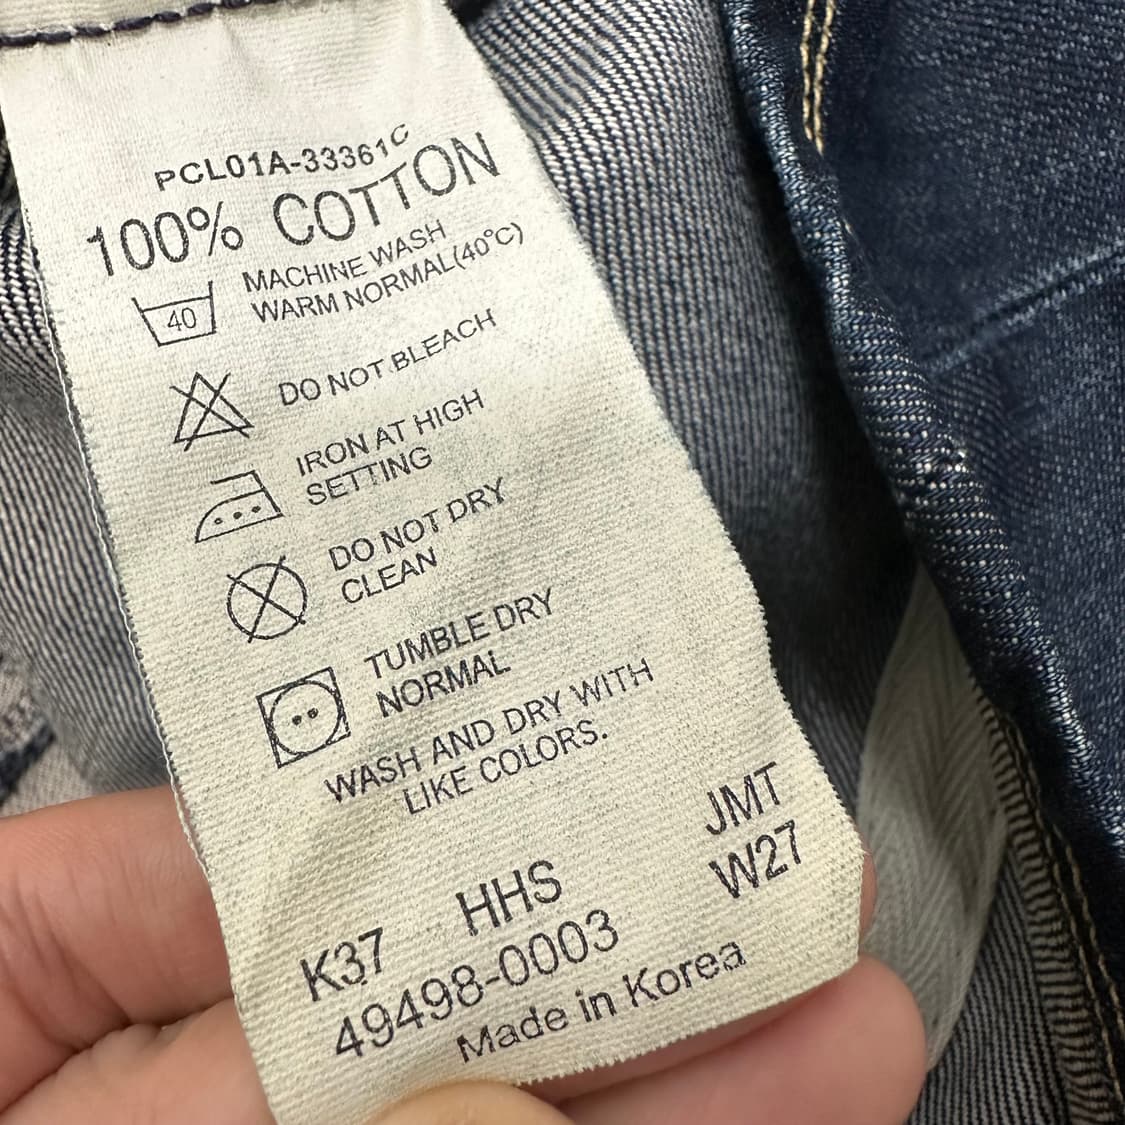 PCL01A-33361C
100% COTTON
40
MACHINE WASH
WARM NORMAL(40°C)
DO NOT BLEACH
IRON AT HIGH
SETTING
DO NOT DRY
CLEAN
TUMBLE DRY
NORMAL
WASH AND DRY WITH
LIKE COLORS.
JMT
K37 HHS W27
49498-0003
Made in Korea